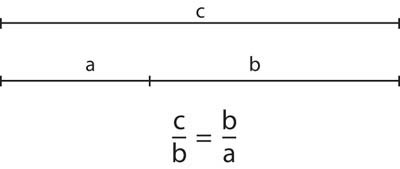 c
a b
c/b = b/a